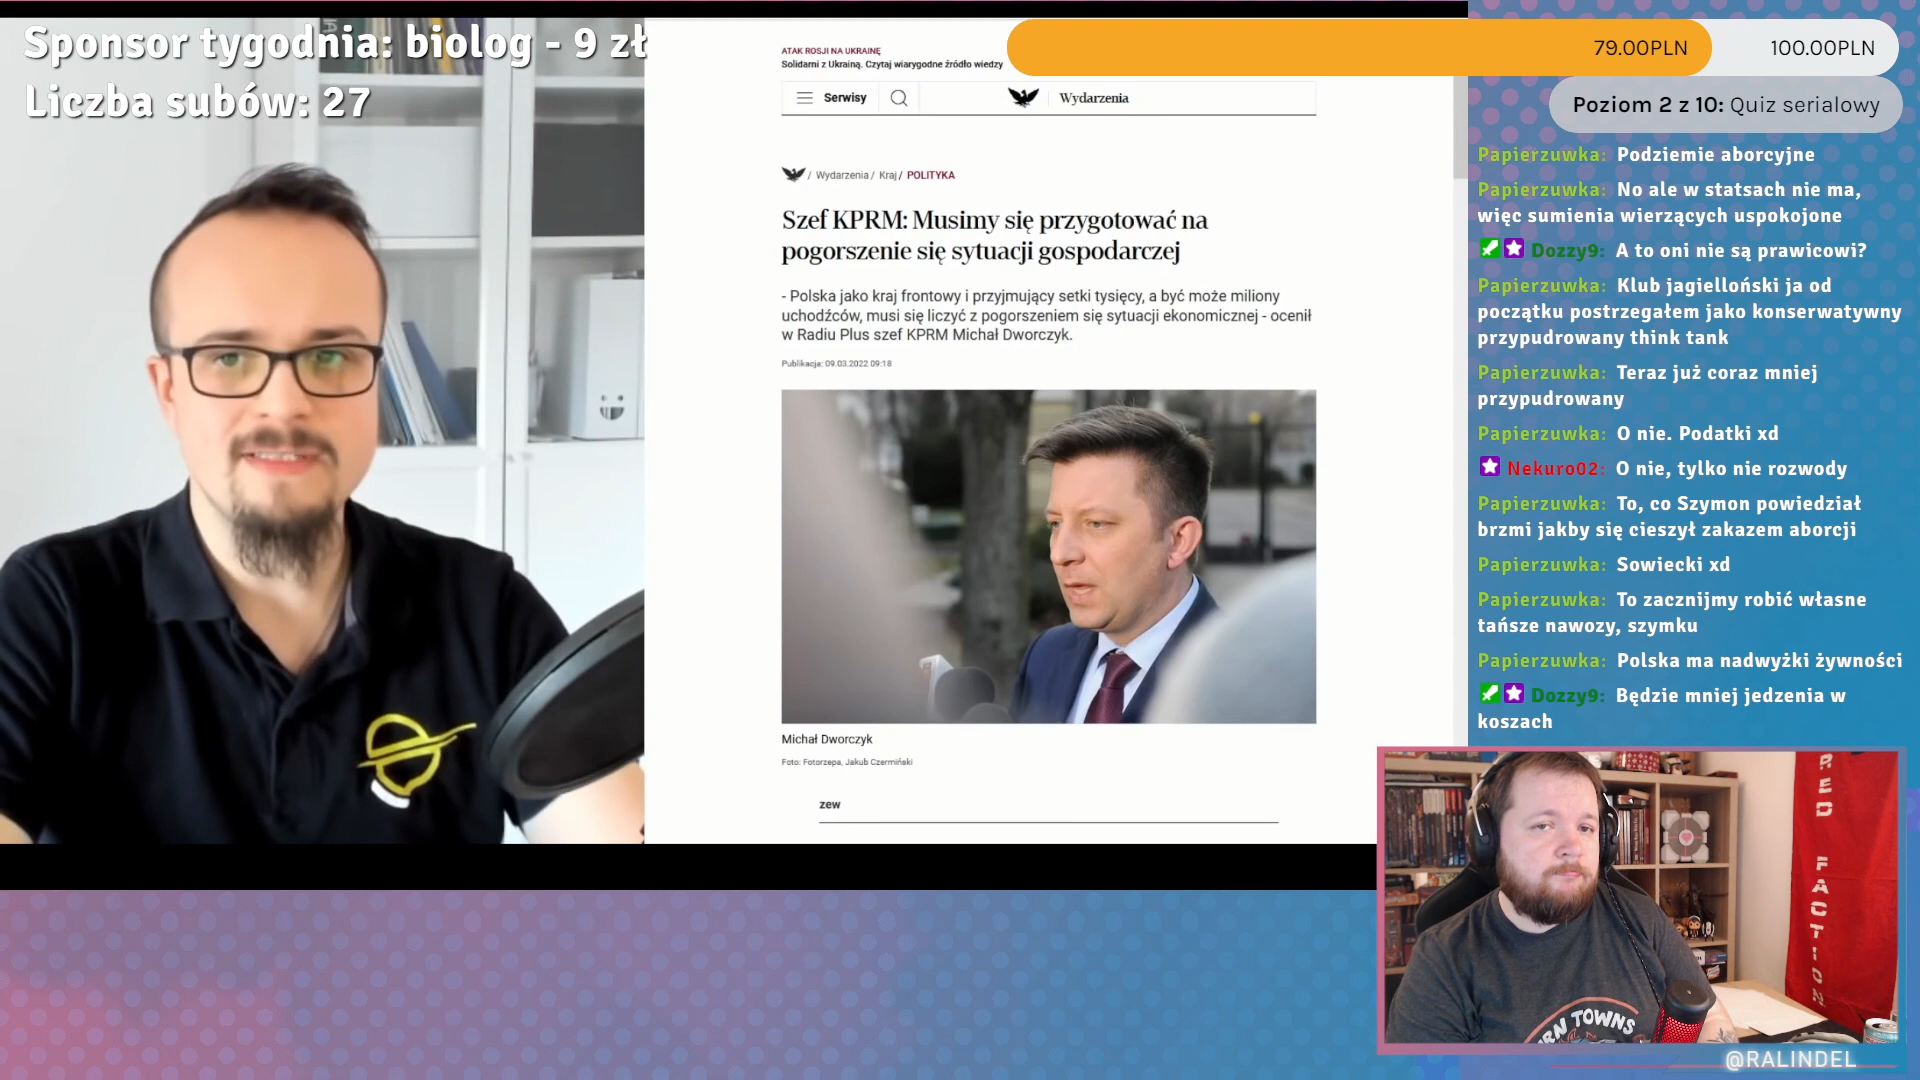 Sponsor tygodnia: biolog - 9 zł
Liczba subów: 27
ATAK ROSJI NA UKRAINĘ
Solidarni z Ukrainą. Czytaj wiarygodne źródło wiedzy
79.00PLN
100.00PLN
Poziom 2 z 10: Quiz serialowy
Serwisy
Wydarzenia
/ Wydarzenia / Kraj / POLITYKA
Szef KPRM: Musimy się przygotować na
pogorszenie się sytuacji gospodarczej
- Polska jako kraj frontowy i przyjmujący setki tysięcy, a być może miliony
uchodźców, musi się liczyć z pogorszeniem się sytuacji ekonomicznej - ocenił
w Radiu Plus szef KPRM Michał Dworczyk.
Publikacja: 09.03.2022 09:18
Michał Dworczyk
Foto: Fotorzepa, Jakub Czermiński
zew
Papierzuwka: Podziemie aborcyjne
Papierzuwka: No ale w statsach nie ma,
więc sumienia wierzących uspokojone
Dozzy9: A to oni nie są prawicowi?
Papierzuwka: Klub jagielloński ja od
początku postrzegałem jako konserwatywny
przypudrowany think tank
Papierzuwka: Teraz już coraz mniej
przypudrowany
Papierzuwka: O nie. Podatki xd
Nekuro02: O nie, tylko nie rozwody
Papierzuwka: To, co Szymon powiedział
brzmi jakby się cieszył zakazem aborcji
Papierzuwka: Sowiecki xd
Papierzuwka: To zacznijmy robić własne
tańsze nawozy, szymku
Papierzuwka: Polska ma nadwyżki żywności
Dozzy9: Będzie mniej jedzenia w
koszach
RED FACTION
RN TOWNS
@RALINDEL